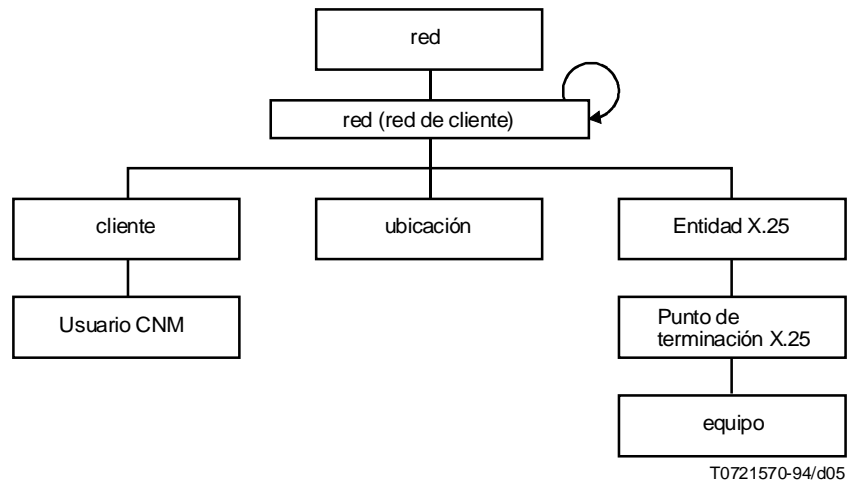 red
red (red de cliente)
cliente
ubicación
Entidad X.25
Usuario CNM
Punto de
terminación X.25
equipo
T0721570-94/d05